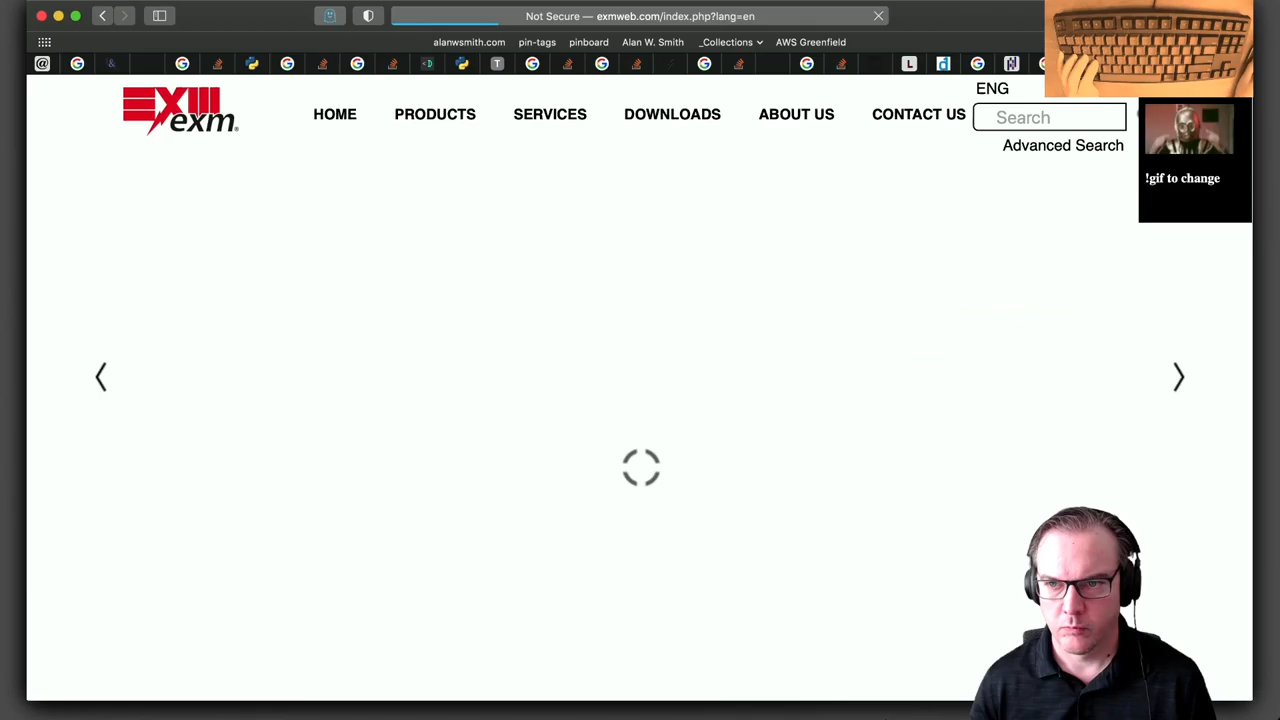 Not Secure — exmweb.com/index.php?lang=en
alanwsmith.com pin-tags pinboard Alan W. Smith _Collections AWS Greenfield
exm
HOME PRODUCTS SERVICES DOWNLOADS ABOUT US CONTACT US
ENG
Search
Advanced Search
!gif to change